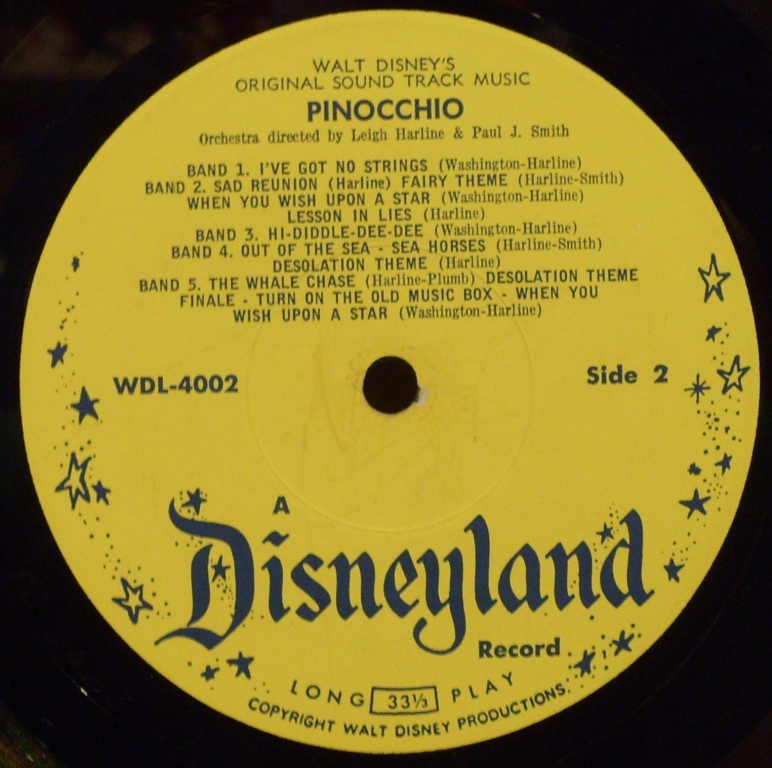 WALT DISNEY'S
ORIGINAL SOUND TRACK MUSIC
PINOCCHIO
Orchestra directed by Leigh Harline & Paul J. Smith
BAND 1. I'VE GOT NO STRINGS (Washington-Harline)
BAND 2. SAD REUNION (Harline) FAIRY THEME (Harline-Smith)
WHEN YOU WISH UPON A STAR (Washington-Harline)
LESSON IN LIES (Harline)
BAND 3. HI-DIDDLE-DEE-DEE (Washington-Harline)
BAND 4. OUT OF THE SEA - SEA HORSES (Harline-Smith)
DESOLATION THEME (Harline)
BAND 5. THE WHALE CHASE (Harline-Plumb) DESOLATION THEME
FINALE - TURN ON THE OLD MUSIC BOX - WHEN YOU
WISH UPON A STAR (Washington-Harline)
WDL-4002 Side 2
A
Disneyland
Record
LONG 33⅓ PLAY
COPYRIGHT WALT DISNEY PRODUCTIONS.